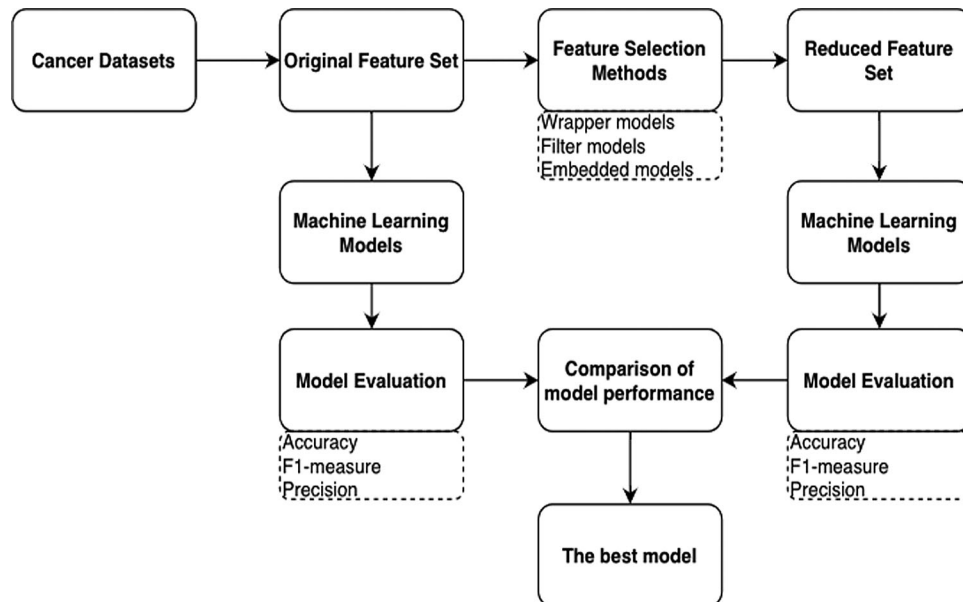 Cancer Datasets
Original Feature Set
Feature Selection
Methods
Reduced Feature
Set
Wrapper models
Filter models
Embedded models
Machine Learning
Models
Machine Learning
Models
Model Evaluation
Comparison of
model performance
Model Evaluation
Accuracy
F1-measure
Precision
Accuracy
F1-measure
Precision
The best model